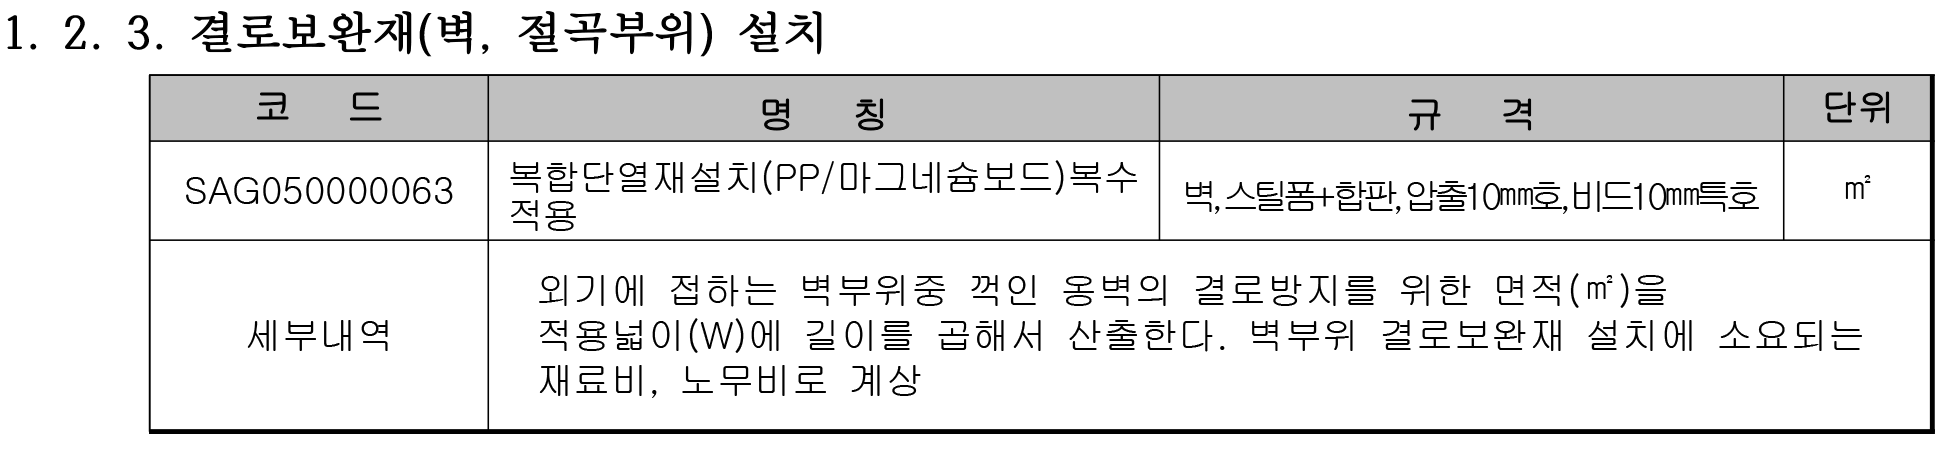 1. 2. 3. 결로보완재(벽, 절곡부위) 설치
코 드 명 칭 규 격 단위
SAG050000063 복합단열재설치(PP/마그네슘보드)복수
적용 벽,스틸폼+합판,압출10㎜호,비드10㎜특호 ㎡
세부내역
외기에 접하는 벽부위중 꺽인 옹벽의 결로방지를 위한 면적(㎡)을
적용넓이(W)에 길이를 곱해서 산출한다. 벽부위 결로보완재 설치에 소요되는
재료비, 노무비로 계상